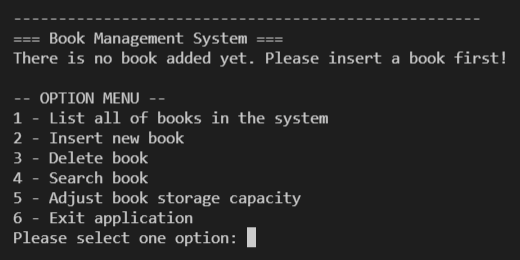 ----------------------------------------------------
=== Book Management System ===
There is no book added yet. Please insert a book first!
-- OPTION MENU --
1 - List all of books in the system
2 - Insert new book
3 - Delete book
4 - Search book
5 - Adjust book storage capacity
6 - Exit application
Please select one option: